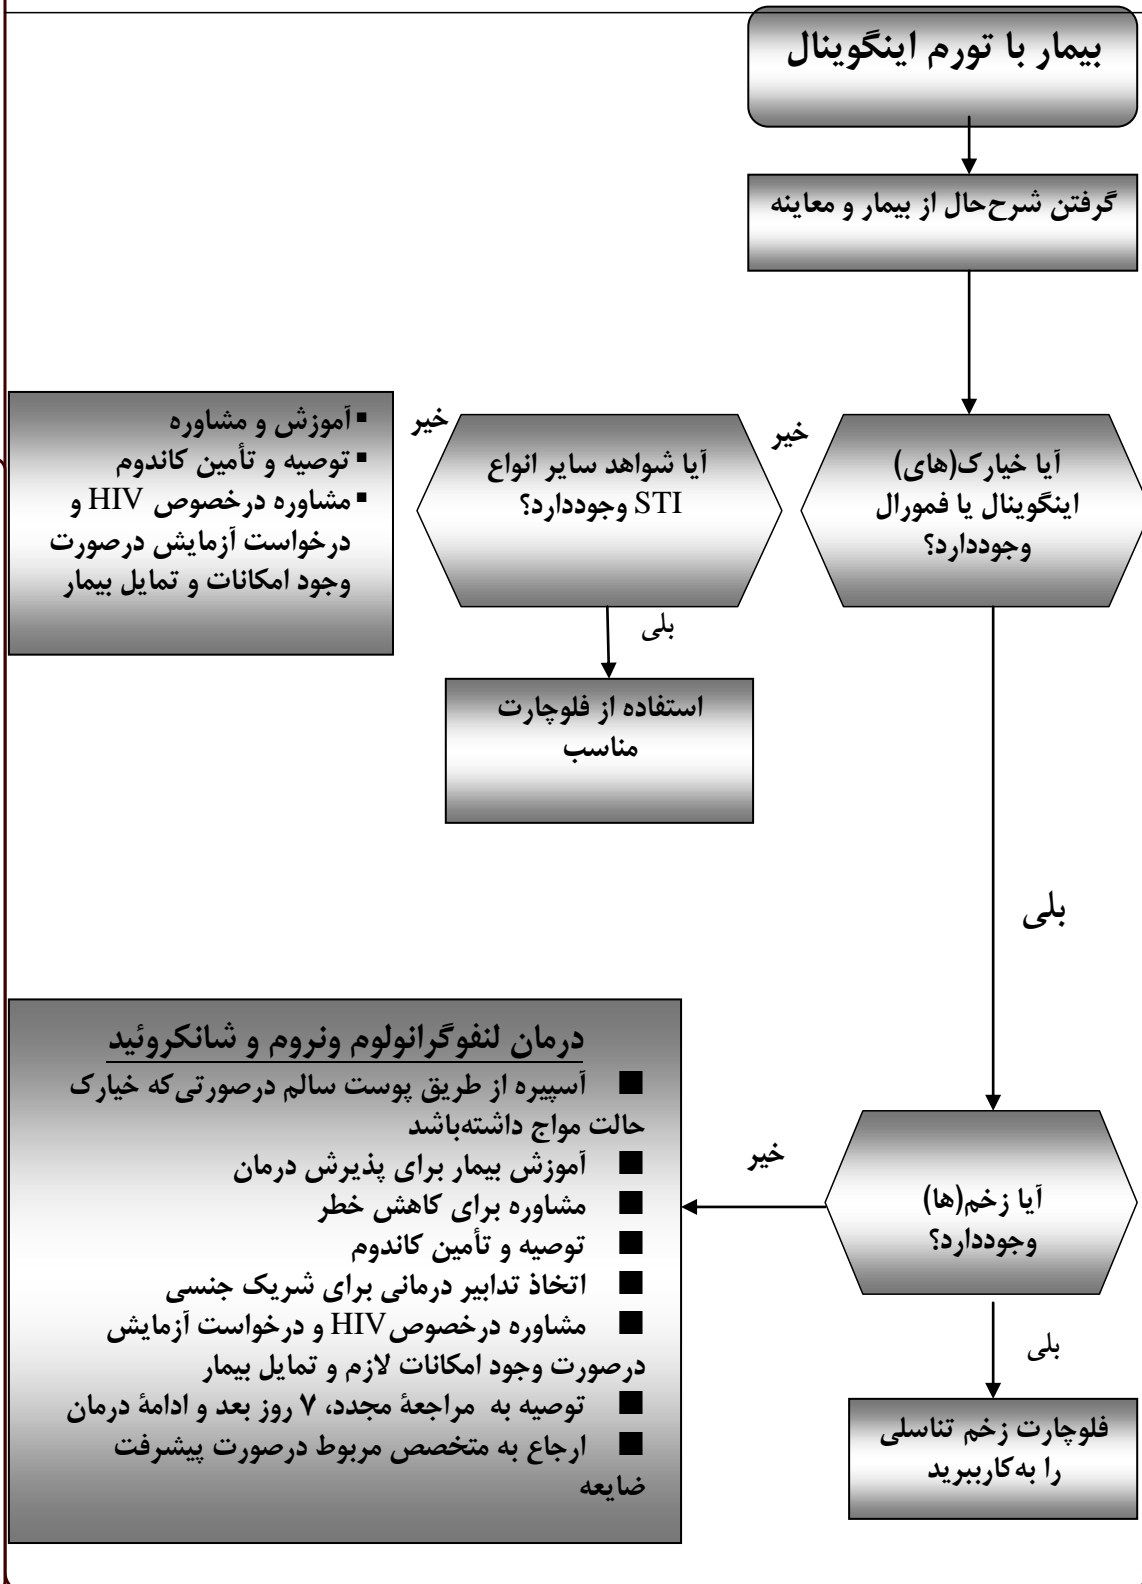 بیمار با تورم اینگوینال
گرفتن شرح‌حال از بیمار و معاینه
آیا خیارک(های)
اینگوینال یا فمورال
وجوددارد؟
خیر
آیا شواهد سایر انواع
STI وجوددارد؟
خیر
▪ آموزش و مشاوره
▪ توصیه و تأمین کاندوم
▪ مشاوره درخصوص HIV و
درخواست آزمایش درصورت
وجود امکانات و تمایل بیمار
بلی
استفاده از فلوچارت
مناسب
بلی
آیا زخم(ها)
وجوددارد؟
خیر
درمان لنفوگرانولوم ونروم و شانکروئید
■ آسپیره از طریق پوست سالم درصورتی‌که خیارک
حالت مواج داشته‌باشد
■ آموزش بیمار برای پذیرش درمان
■ مشاوره برای کاهش خطر
■ توصیه و تأمین کاندوم
■ اتخاذ تدابیر درمانی برای شریک جنسی
■ مشاوره درخصوص HIV و درخواست آزمایش
درصورت وجود امکانات لازم و تمایل بیمار
■ توصیه به مراجعهٔ مجدد، ۷ روز بعد و ادامهٔ درمان
■ ارجاع به متخصص مربوط درصورت پیشرفت
ضایعه
بلی
فلوچارت زخم تناسلی
را به‌کارببرید